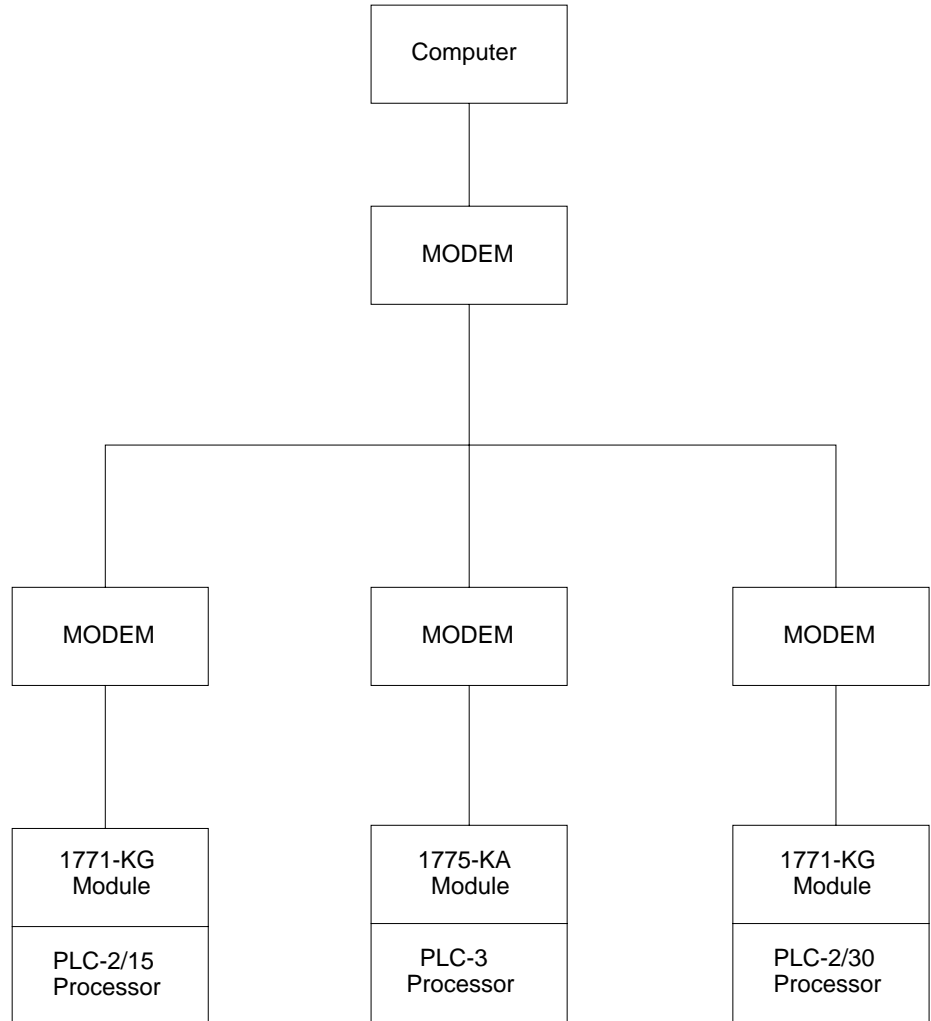 Computer
MODEM
MODEM
MODEM
MODEM
1771-KG
Module
1775-KA
Module
1771-KG
Module
PLC-2/15
Processor
PLC-3
Processor
PLC-2/30
Processor